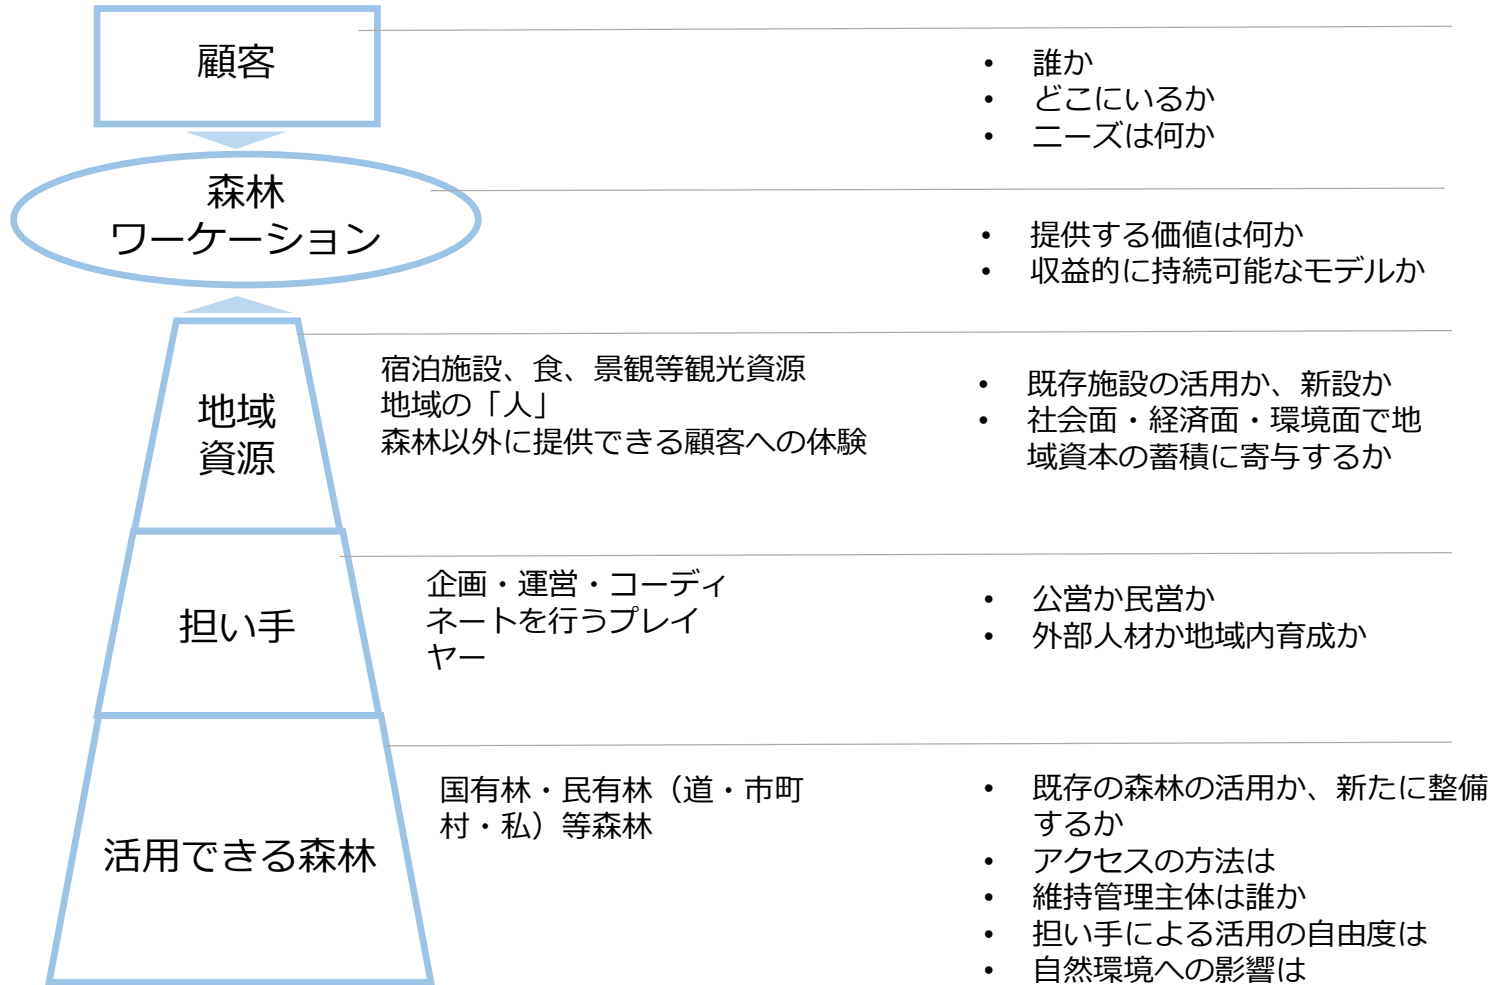 顧客
• 誰か
• どこにいるか
• ニーズは何か
森林
ワーケーション
• 提供する価値は何か
• 収益的に持続可能なモデルか
地域
資源
宿泊施設、食、景観等観光資源
地域の「人」
森林以外に提供できる顧客への体験
• 既存施設の活用か、新設か
• 社会面・経済面・環境面で地
域資本の蓄積に寄与するか
担い手
企画・運営・コーディ
ネートを行うプレイ
ヤー
• 公営か民営か
• 外部人材か地域内育成か
活用できる森林
国有林・民有林（道・市町
村・私）等森林
• 既存の森林の活用か、新たに整備
するか
• アクセスの方法は
• 維持管理主体は誰か
• 担い手による活用の自由度は
• 自然環境への影響は